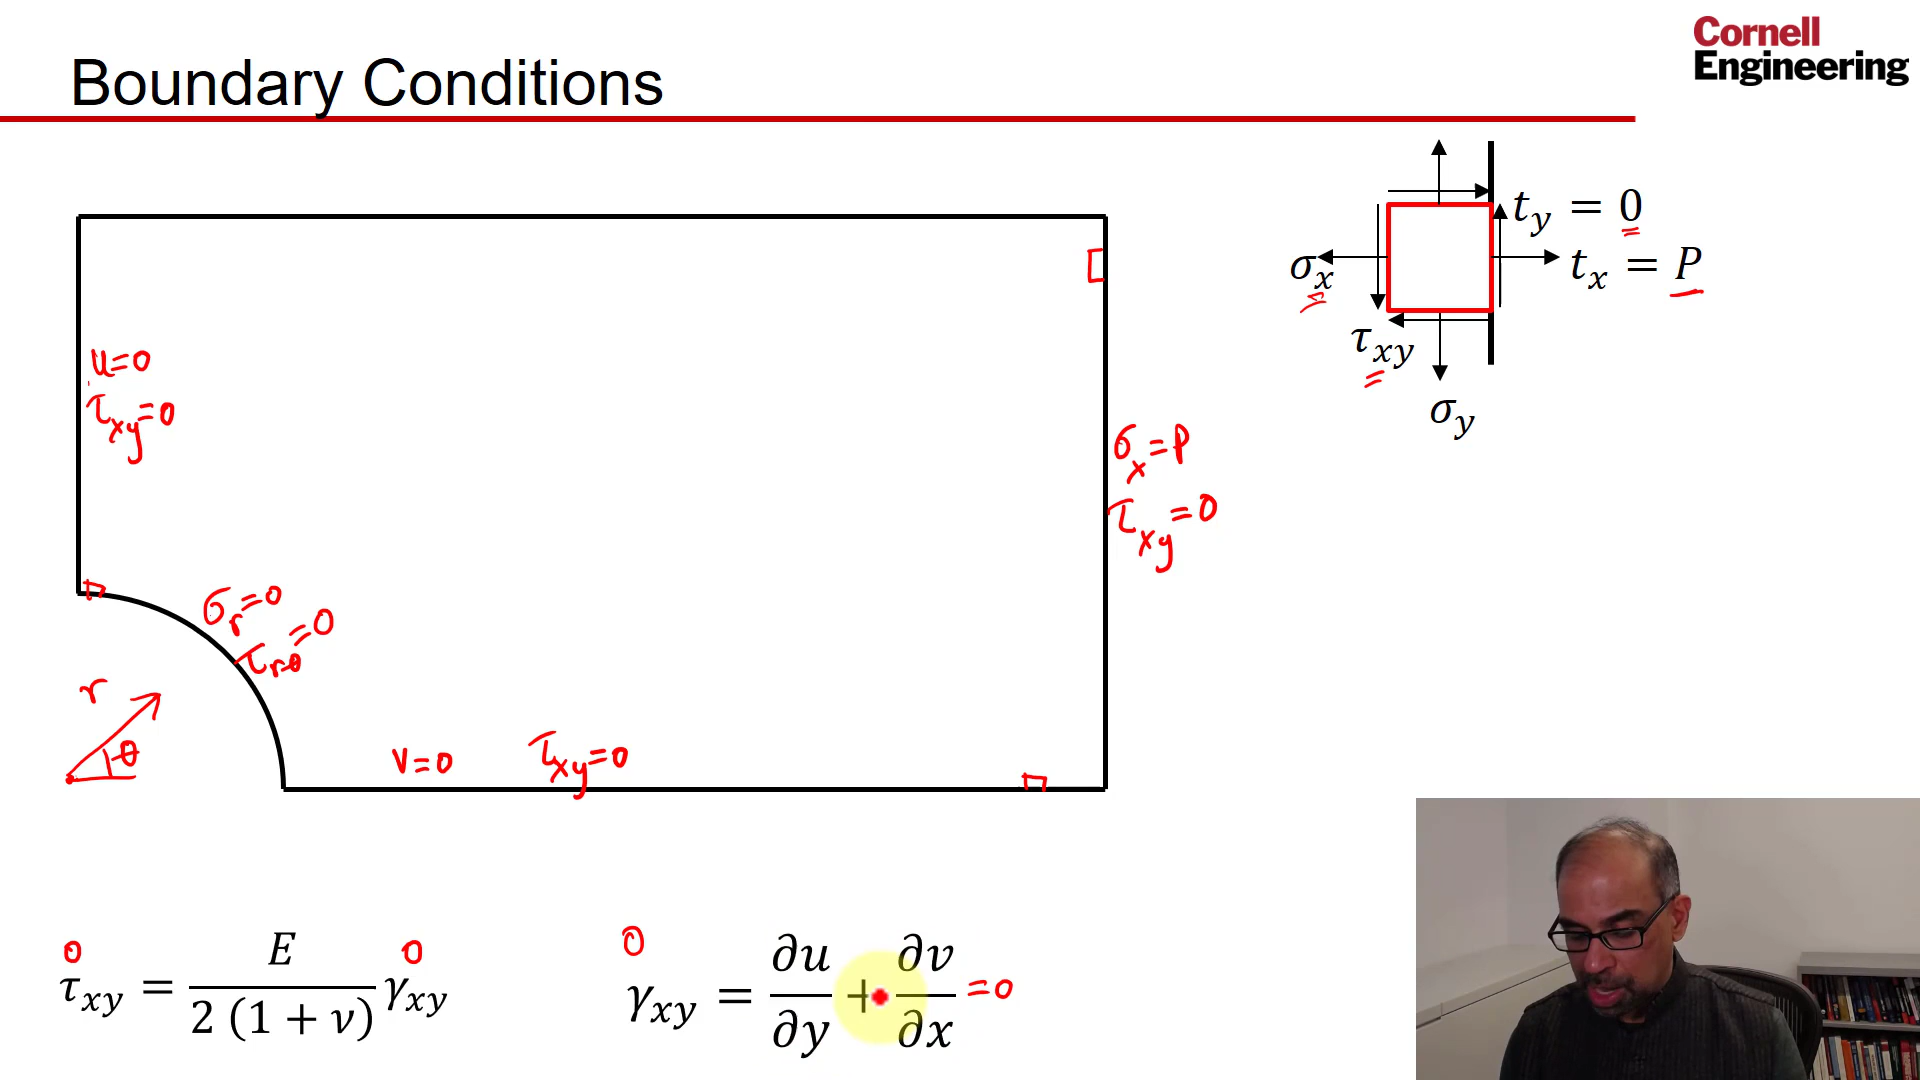 Boundary Conditions
Cornell
Engineering
t_y = 0
t_x = P
σ_x
τ_xy
σ_y
u=0
τ_xy=0
σ_x=P
τ_xy=0
σ_r=0
τ_rθ=0
r
θ
v=0 τ_xy=0
0 0
τ_xy = E / 2 (1 + ν) γ_xy
0
γ_xy = ∂u/∂y + ∂v/∂x =0